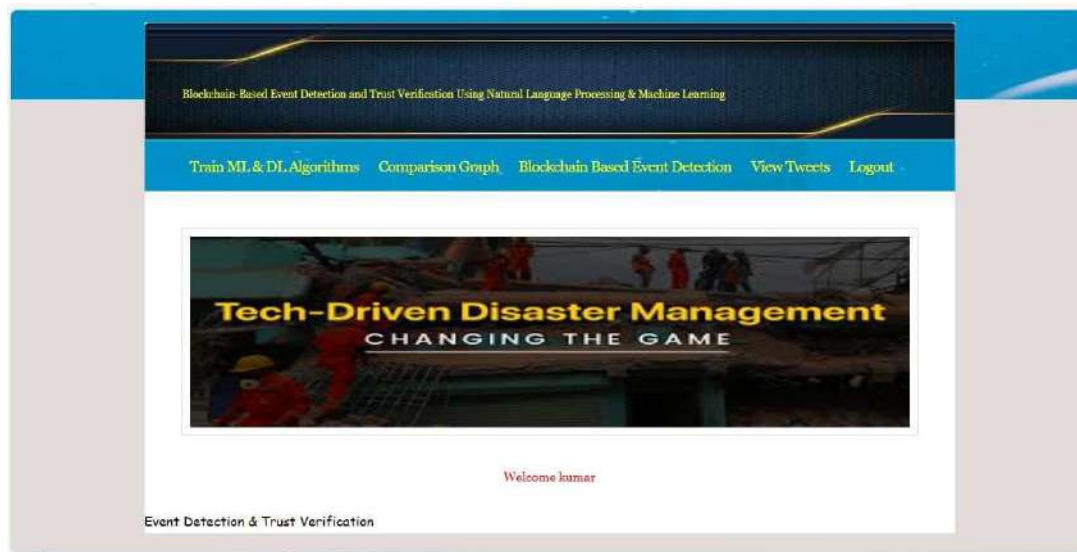 Blockchain-Based Event Detection and Trust Verification Using Natural Language Processing & Machine Learning
Train ML & DL Algorithms Comparison Graph Blockchain Based Event Detection View Tweets Logout
Tech-Driven Disaster Management
CHANGING THE GAME
Welcome kumar
Event Detection & Trust Verification